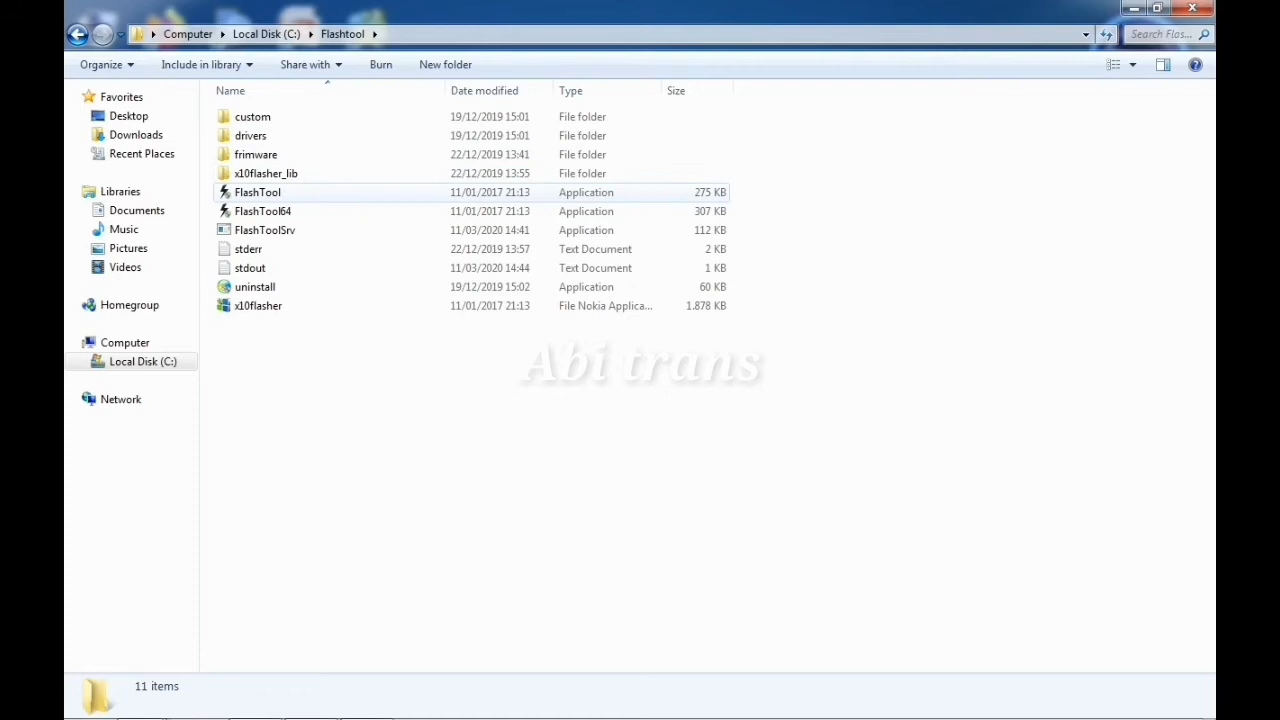 Computer Local Disk (C:) Flashtool Search Flas...
Organize Include in library Share with Burn New folder
Name Date modified Type Size
Favorites
Desktop
Downloads
Recent Places
Libraries
Documents
Music
Pictures
Videos
Homegroup
Computer
Local Disk (C:)
Network
custom 19/12/2019 15:01 File folder
drivers 19/12/2019 15:01 File folder
frimware 22/12/2019 13:41 File folder
x10flasher_lib 22/12/2019 13:55 File folder
FlashTool 11/01/2017 21:13 Application 275 KB
FlashTool64 11/01/2017 21:13 Application 307 KB
FlashToolSrv 11/03/2020 14:41 Application 112 KB
stderr 22/12/2019 13:57 Text Document 2 KB
stdout 11/03/2020 14:44 Text Document 1 KB
uninstall 19/12/2019 15:02 Application 60 KB
x10flasher 11/01/2017 21:13 File Nokia Applica... 1.878 KB
Abi trans
11 items